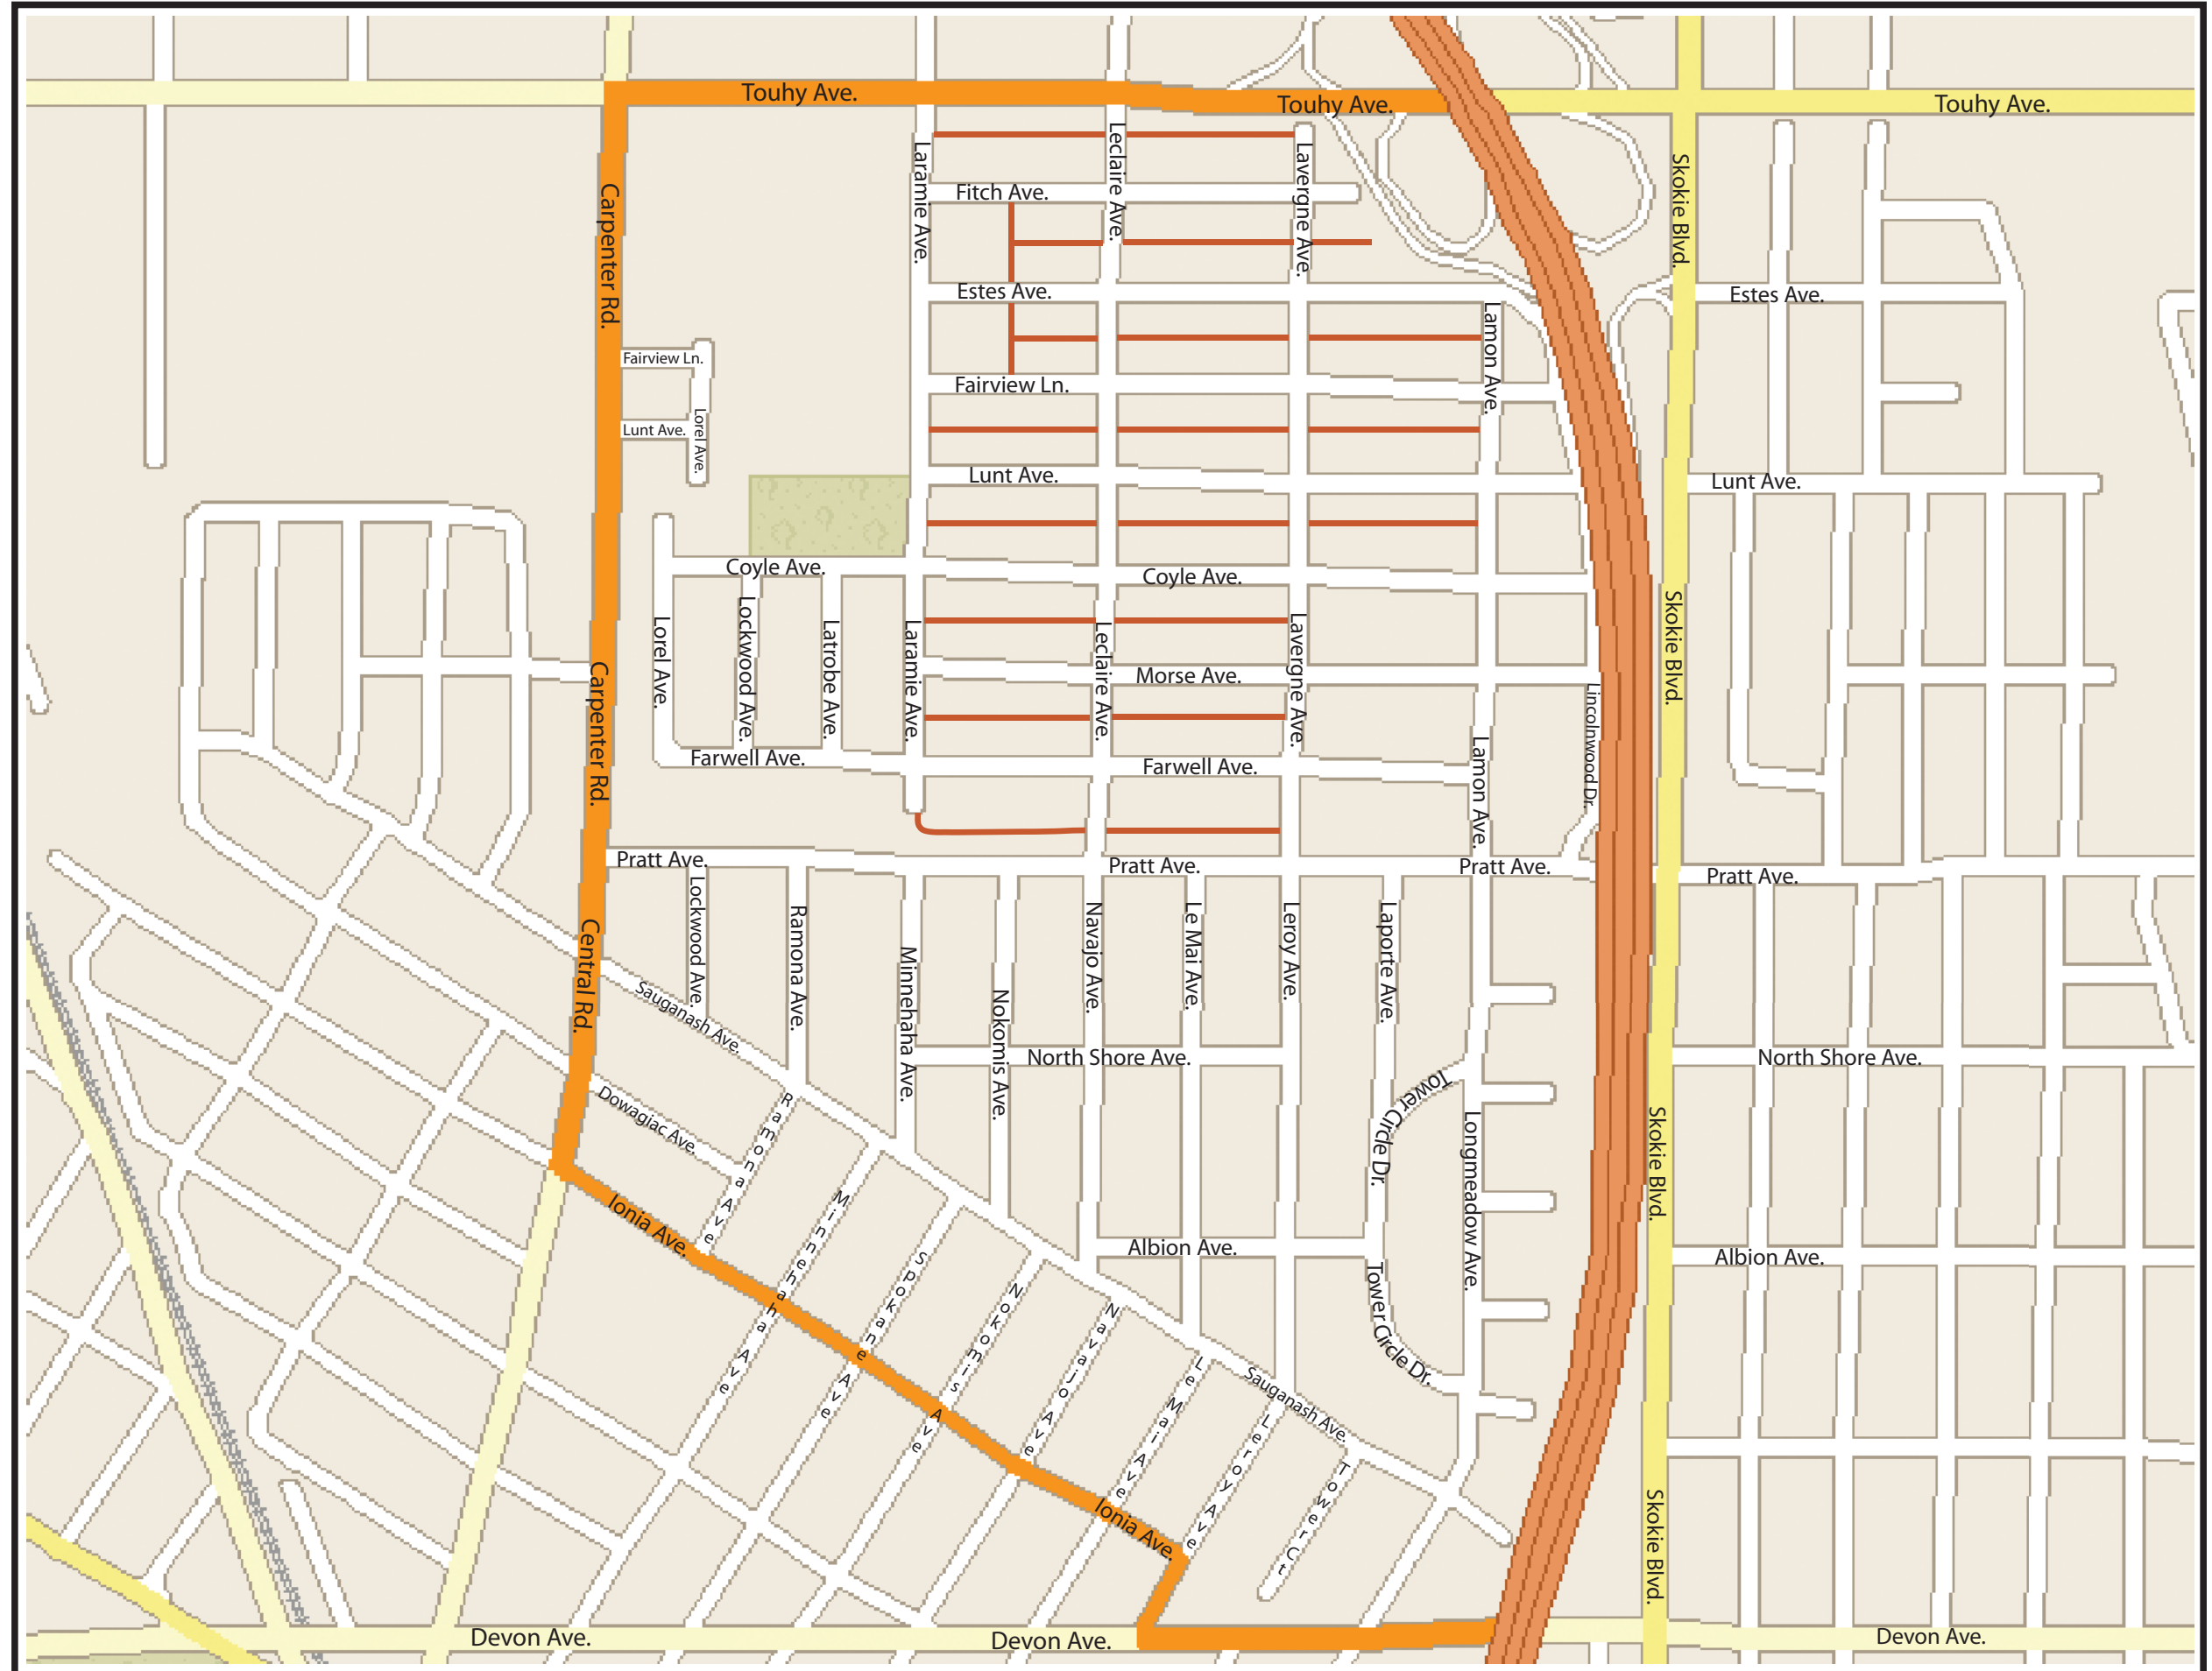 Touhy Ave.
Touhy Ave.
Touhy Ave.
Carpenter Rd.
Laramie Ave.
Leclaire Ave.
Lavergne Ave.
Skokie Blvd.
Fitch Ave.
Estes Ave.
Estes Ave.
Fairview Ln.
Lorel Ave.
Lunt Ave.
Fairview Ln.
Lamon Ave.
Lunt Ave.
Lunt Ave.
Coyle Ave.
Coyle Ave.
Carpenter Rd.
Lorel Ave.
Lockwood Ave.
Latrobe Ave.
Laramie Ave.
Leclaire Ave.
Lavergne Ave.
Skokie Blvd.
Morse Ave.
Lincolnwood Dr.
Lamon Ave.
Farwell Ave.
Farwell Ave.
Pratt Ave.
Pratt Ave.
Pratt Ave.
Pratt Ave.
Central Rd.
Lockwood Ave.
Ramona Ave.
Minnehaha Ave.
Nokomis Ave.
Navajo Ave.
Le Mai Ave.
Leroy Ave.
Laporte Ave.
Sauganash Ave.
North Shore Ave.
North Shore Ave.
Dowagiac Ave.
Ramona Ave
Tower Circle Dr.
Longmeadow Ave.
Skokie Blvd.
Ionia Ave.
Minnehaha Ave
Spokane Ave
Nokomis Ave
Navajo Ave
Albion Ave.
Albion Ave.
Tower Circle Dr.
Le Mai Ave
Sauganash Ave.
Leroy Ave
Tower Ct
Ionia Ave.
Skokie Blvd.
Devon Ave.
Devon Ave.
Devon Ave.